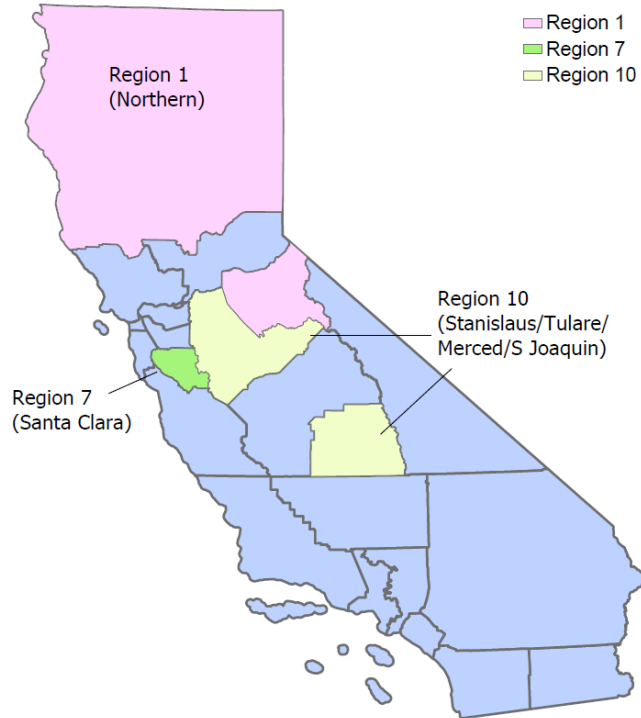 Region 1
Region 7
Region 10
Region 1
(Northern)
Region 10
(Stanislaus/Tulare/
Merced/S Joaquin)
Region 7
(Santa Clara)